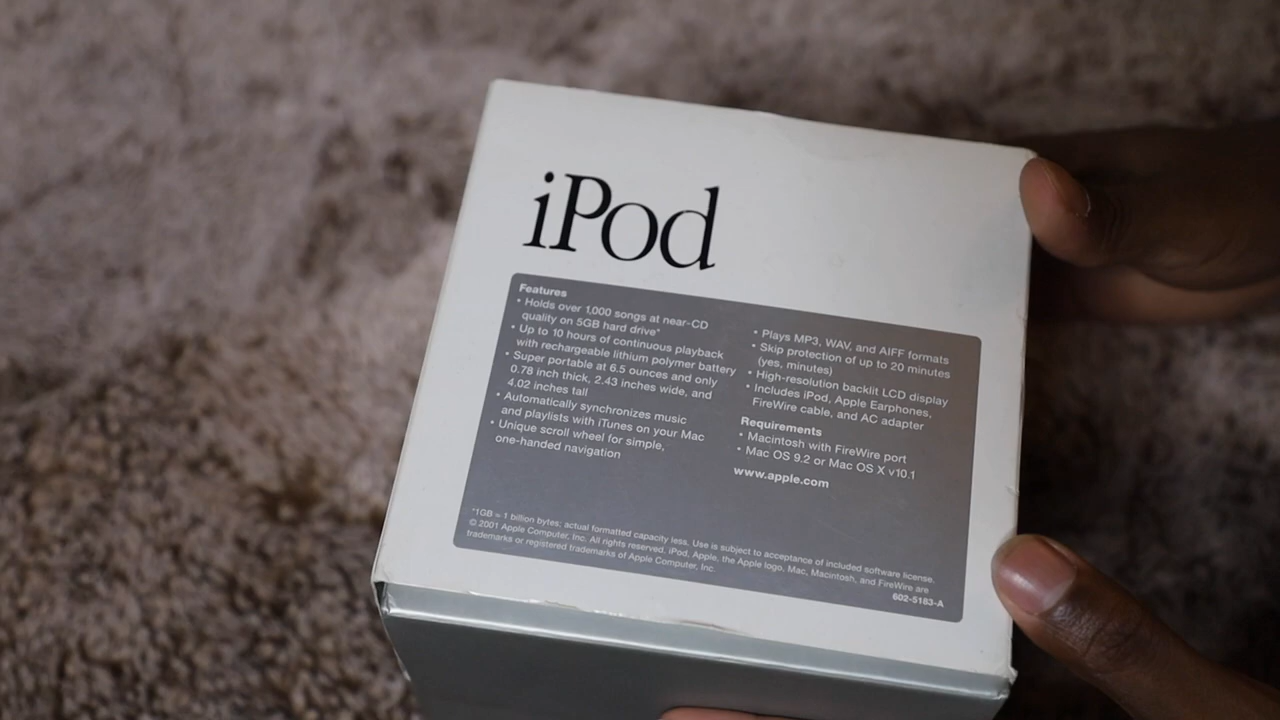 iPod
Features
• Holds over 1,000 songs at near-CD
quality on 5GB hard drive*
• Up to 10 hours of continuous playback
with rechargeable lithium polymer battery
• Super portable at 6.5 ounces and only
0.78 inch thick, 2.43 inches wide, and
4.02 inches tall
• Automatically synchronizes music
and playlists with iTunes on your Mac
• Unique scroll wheel for simple,
one-handed navigation
• Plays MP3, WAV, and AIFF formats
• Skip protection of up to 20 minutes
(yes, minutes)
• High-resolution backlit LCD display
• Includes iPod, Apple Earphones,
FireWire cable, and AC adapter
Requirements
• Macintosh with FireWire port
• Mac OS 9.2 or Mac OS X v10.1
www.apple.com
*1GB = 1 billion bytes; actual formatted capacity less. Use is subject to acceptance of included software license.
© 2001 Apple Computer, Inc. All rights reserved. iPod, Apple, the Apple logo, Mac, Macintosh, and FireWire are
trademarks or registered trademarks of Apple Computer, Inc.
602-5183-A